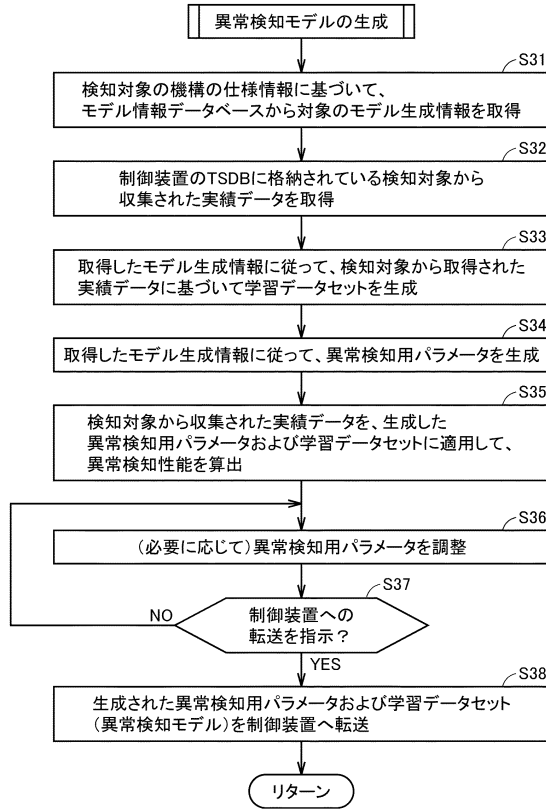 異常検知モデルの生成
S31
検知対象の機構の仕様情報に基づいて、
モデル情報データベースから対象のモデル生成情報を取得
S32
制御装置のTSDBに格納されている検知対象から
収集された実績データを取得
S33
取得したモデル生成情報に従って、検知対象から取得された
実績データに基づいて学習データセットを生成
S34
取得したモデル生成情報に従って、異常検知用パラメータを生成
S35
検知対象から収集された実績データを、生成した
異常検知用パラメータおよび学習データセットに適用して、
異常検知性能を算出
S36
(必要に応じて)異常検知用パラメータを調整
S37
制御装置への
転送を指示？
NO
YES
S38
生成された異常検知用パラメータおよび学習データセット
(異常検知モデル)を制御装置へ転送
リターン